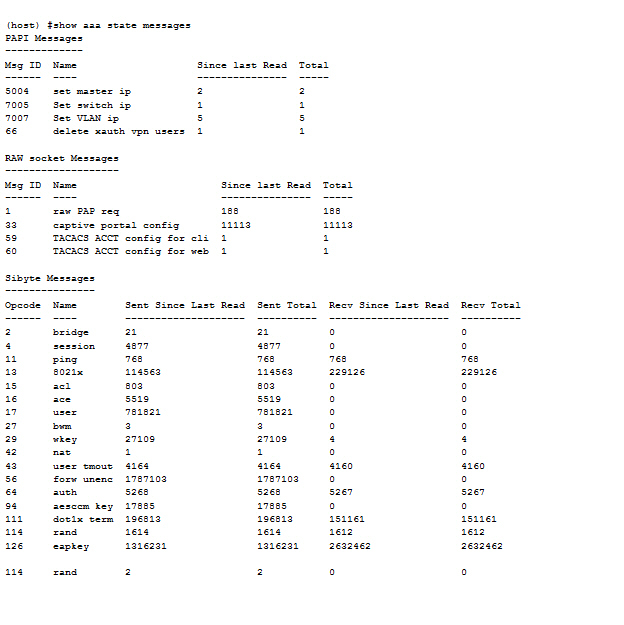 (host) #show aaa state messages
PAPI Messages
-------------
Msg ID  Name                    Since last Read  Total
------  ----                    ---------------  -----
5004    set master ip           2                2
7005    Set switch ip           1                1
7007    Set VLAN ip             5                5
66      delete xauth vpn users  1                1
RAW socket Messages
-------------------
Msg ID  Name                        Since last Read  Total
------  ----                        ---------------  -----
1       raw PAP req                 188              188
33      captive portal config       11113            11113
59      TACACS ACCT config for cli  1                1
60      TACACS ACCT config for web  1                1
Sibyte Messages
---------------
Opcode  Name        Sent Since Last Read  Sent Total  Recv Since Last Read  Recv Total
------  ----        --------------------  ----------  --------------------  ----------
2       bridge      21                    21          0                     0
4       session     4877                  4877        0                     0
11      ping        768                   768         768                   768
13      8021x       114563                114563      229126                229126
15      acl         803                   803         0                     0
16      ace         5519                  5519        0                     0
17      user        781821                781821      0                     0
27      bwm         3                     3           0                     0
29      wkey        27109                 27109       4                     4
42      nat         1                     1           0                     0
43      user tmout  4164                  4164        4160                  4160
56      forw unenc  1787103               1787103     0                     0
64      auth        5268                  5268        5267                  5267
94      aesccm key  17885                 17885       0                     0
111     dot1x term  196813                196813      151161                151161
114     rand        1614                  1614        1612                  1612
126     eapkey      1316231               1316231     2632462               2632462
114     rand        2                     2           0                     0